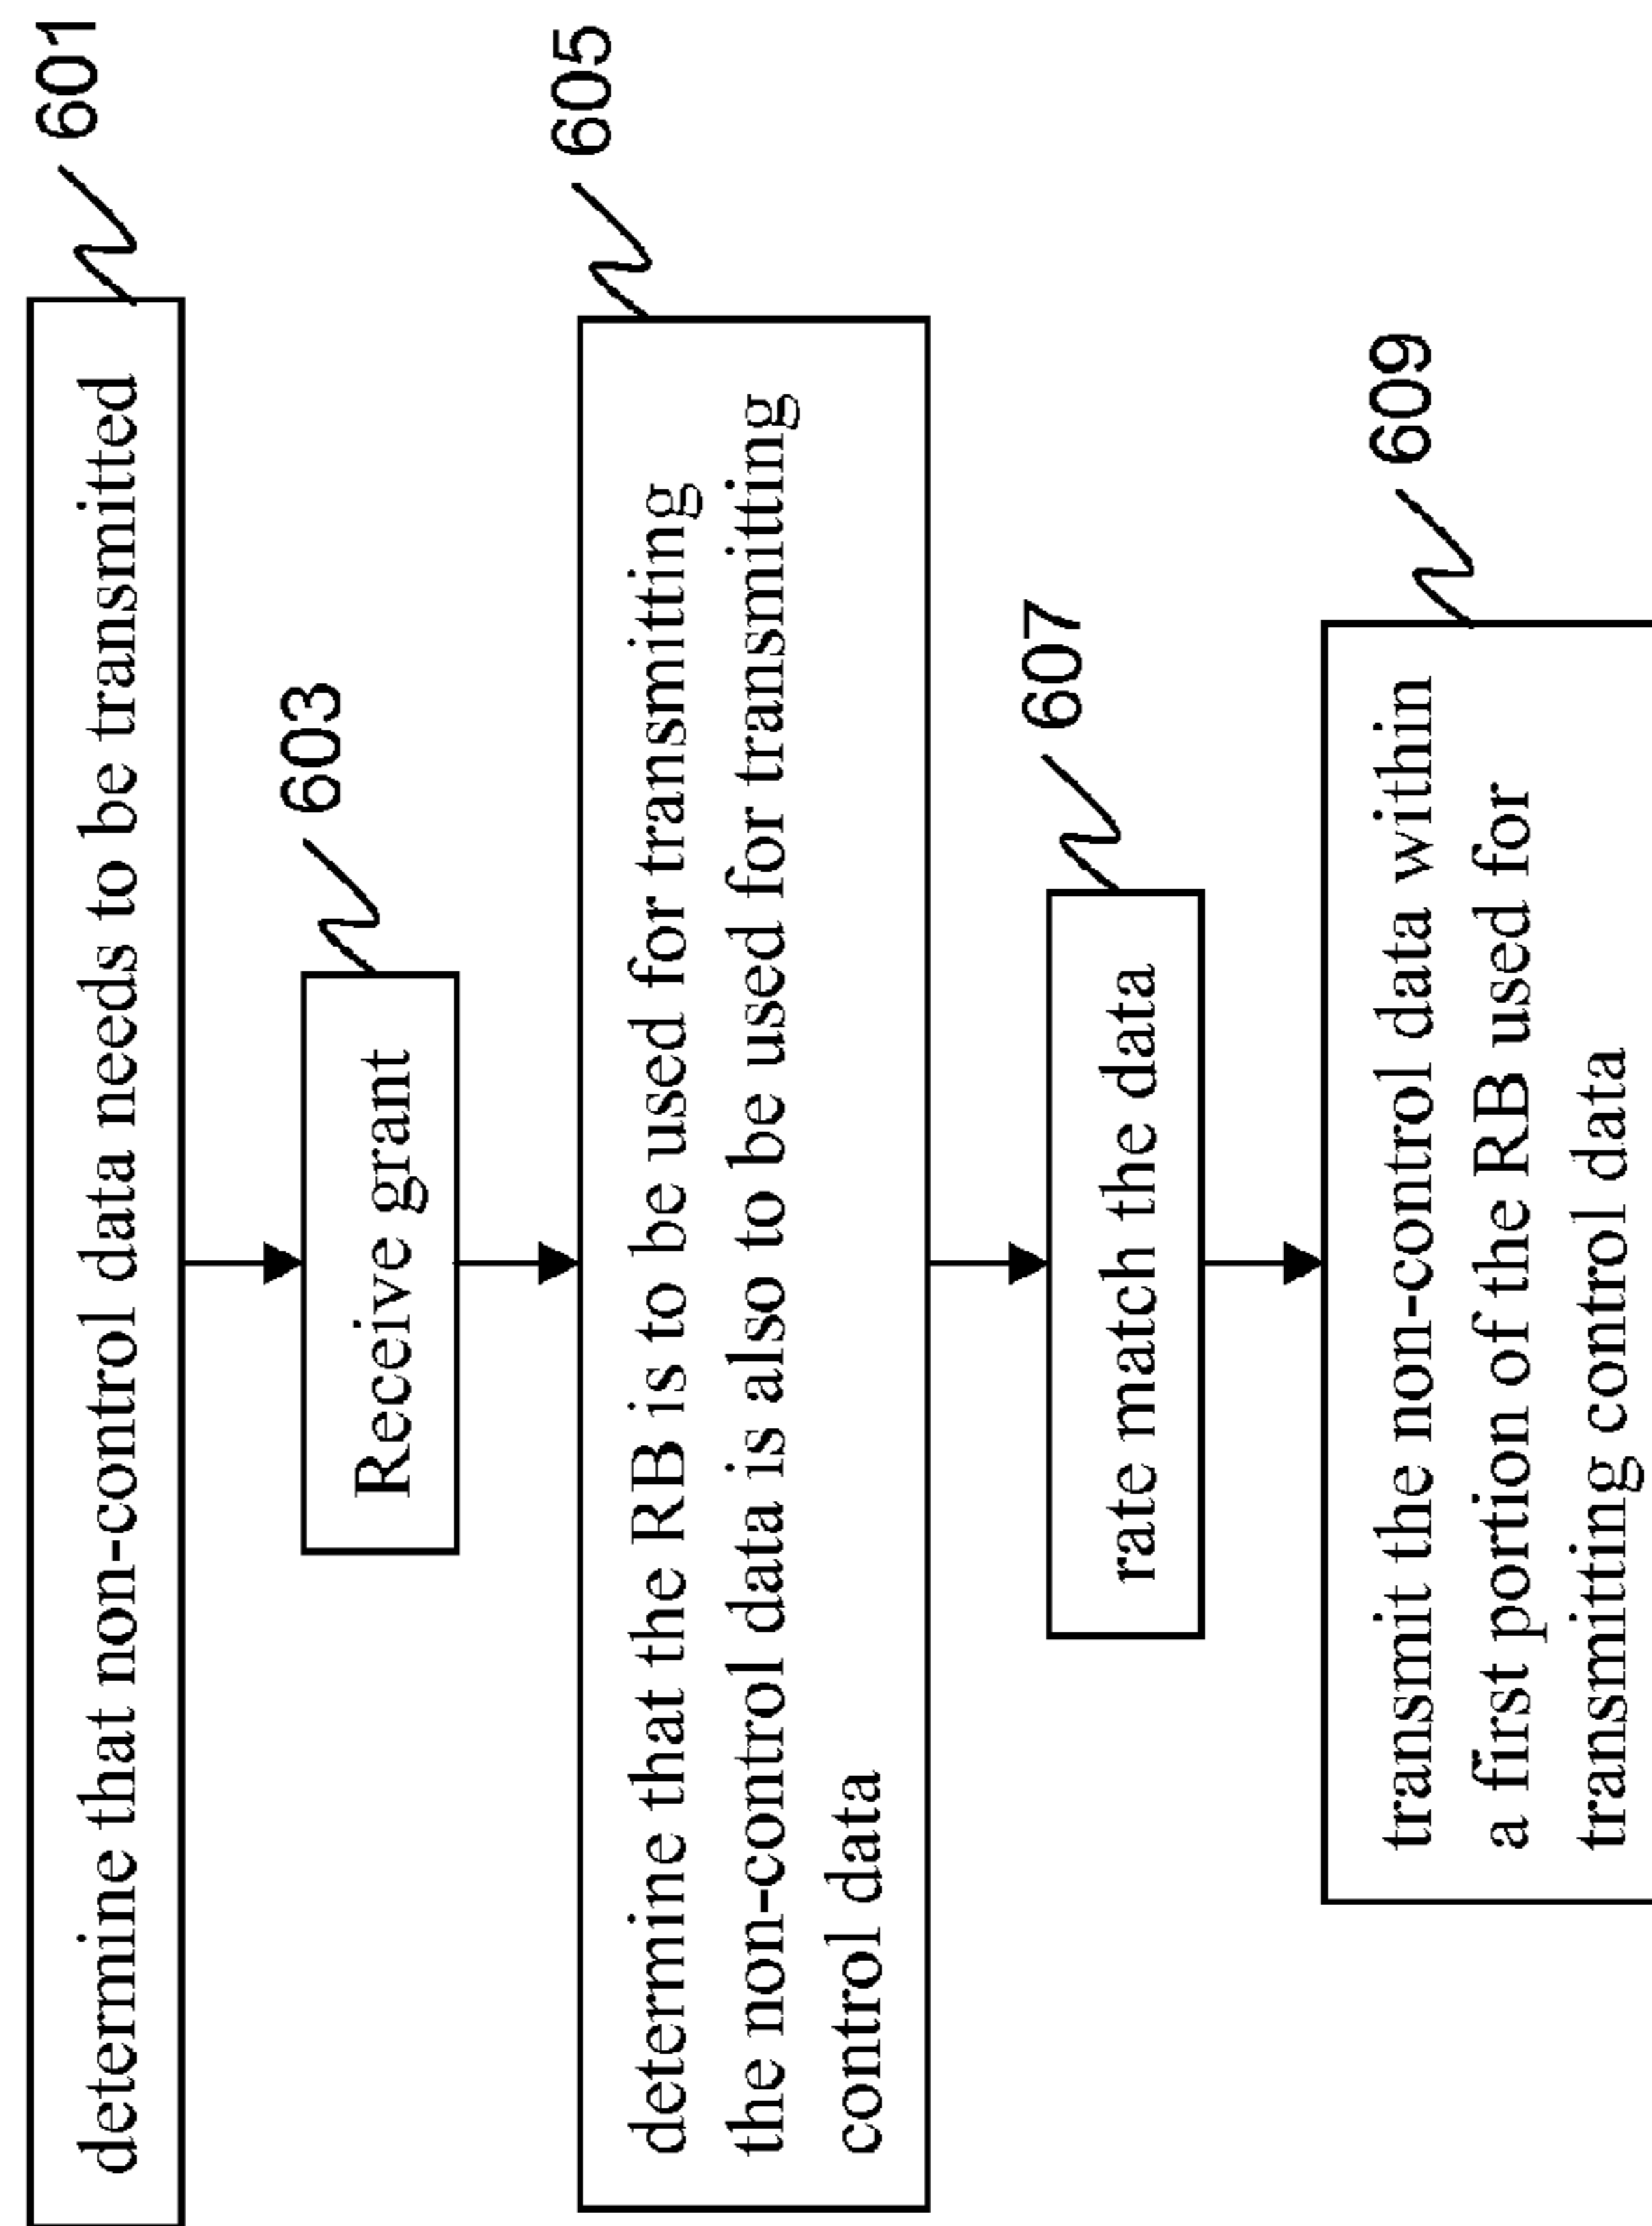 601
determine that non-control data needs to be transmitted
603
Receive grant
605
determine that the RB is to be used for transmitting
the non-control data is also to be used for transmitting
control data
607
rate match the data
609
transmit the non-control data within
a first portion of the RB used for
transmitting control data